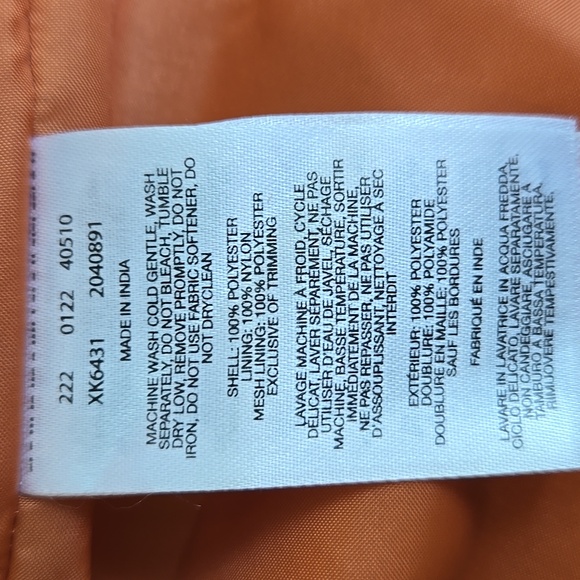 222 0122 40510
XK6431 2040891
MADE IN INDIA
MACHINE WASH COLD GENTLE, WASH
SEPARATELY, DO NOT BLEACH, TUMBLE
DRY LOW, REMOVE PROMPTLY, DO NOT
IRON, DO NOT USE FABRIC SOFTENER, DO
NOT DRYCLEAN
SHELL: 100% POLYESTER
LINING: 100% NYLON
MESH LINING: 100% POLYESTER
EXCLUSIVE OF TRIMMING
LAVAGE MACHINE À FROID, CYCLE
DÉLICAT, LAVER SÉPARÉMENT, NE PAS
UTILISER D'EAU DE JAVEL, SÉCHAGE
MACHINE, BASSE TEMPÉRATURE, SORTIR
IMMÉDIATEMENT DE LA MACHINE,
NE PAS REPASSER, NE PAS UTILISER
D'ASSOUPLISSANT, NETTOYAGE À SEC
INTERDIT
EXTÉRIEUR: 100% POLYESTER
DOUBLURE: 100% POLYAMIDE
DOUBLURE EN MAILLE: 100% POLYESTER
SAUF LES BORDURES
FABRIQUÉ EN INDE
LAVARE IN LAVATRICE IN ACQUA FREDDA,
CICLO DELICATO, LAVARE SEPARATAMENTE,
NON CANDEGGIARE, ASCIUGARE A
TAMBURO A BASSA TEMPERATURA,
RIMUOVERE TEMPESTIVAMENTE,